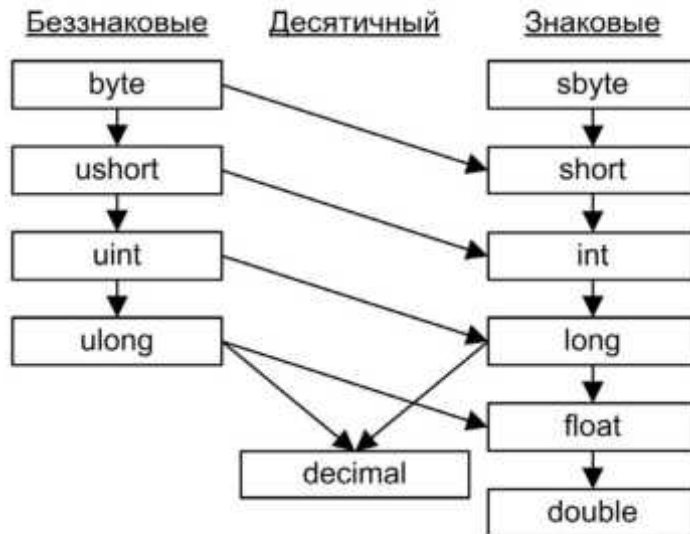 Беззнаковые Десятичный Знаковые
byte sbyte
ushort short
uint int
ulong long
float
decimal
double